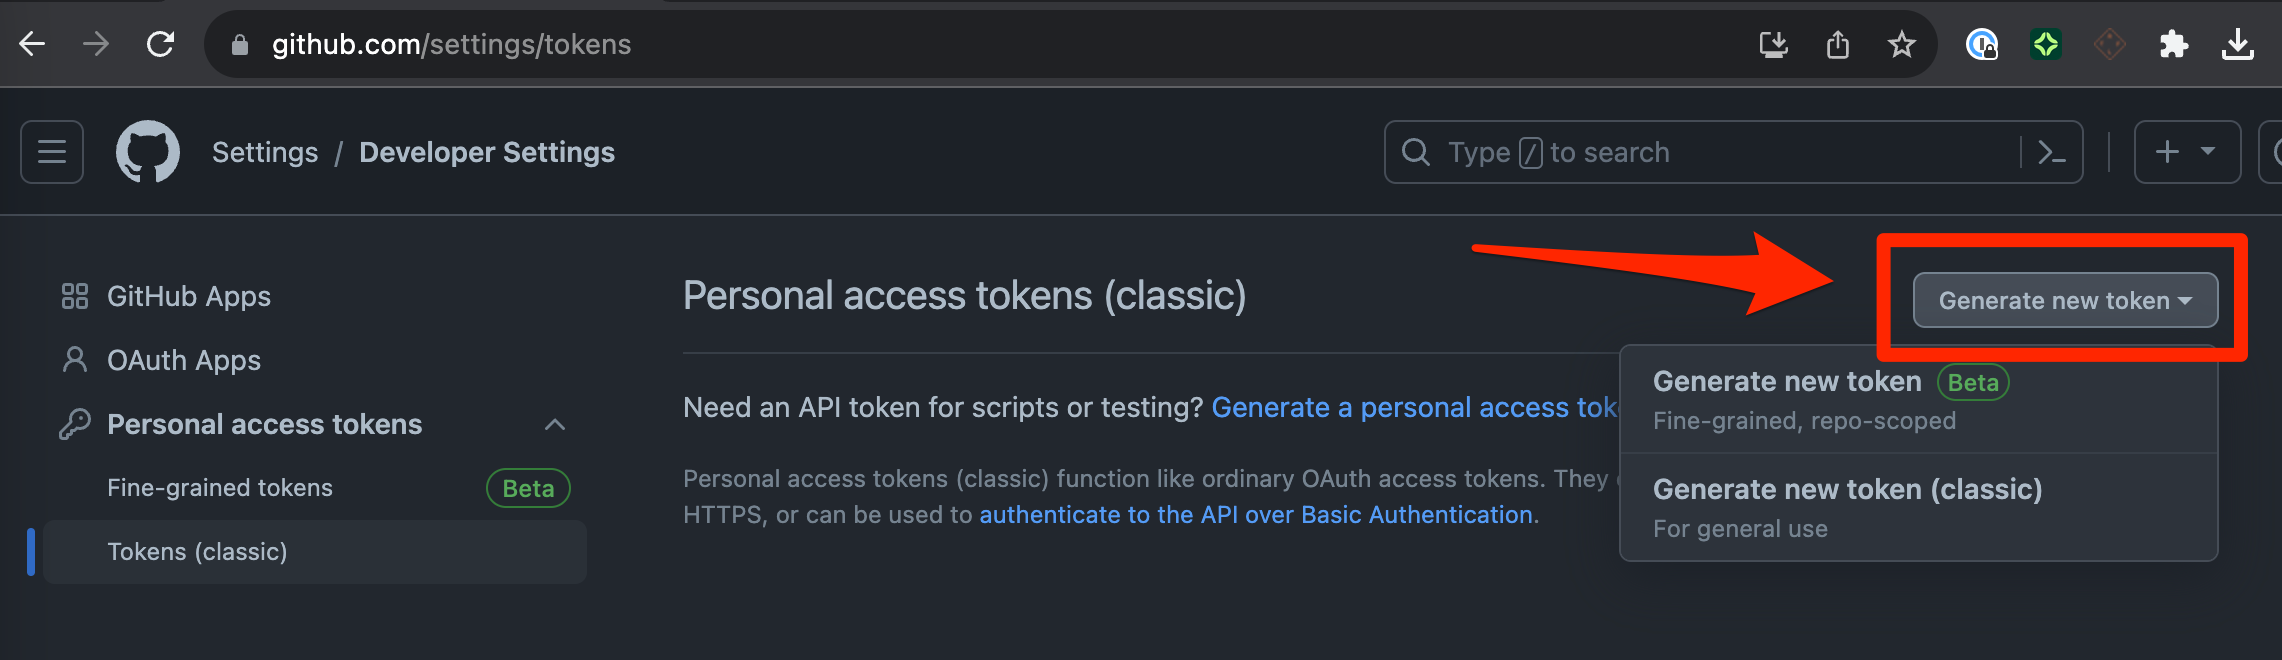 github.com/settings/tokens
Settings / Developer Settings
Type / to search
GitHub Apps
OAuth Apps
Personal access tokens
Fine-grained tokens Beta
Tokens (classic)
Personal access tokens (classic)
Generate new token
Need an API token for scripts or testing? Generate a personal access
Personal access tokens (classic) function like ordinary OAuth access tokens. They
HTTPS, or can be used to authenticate to the API over Basic Authentication.
Generate new token Beta
Fine-grained, repo-scoped
Generate new token (classic)
For general use